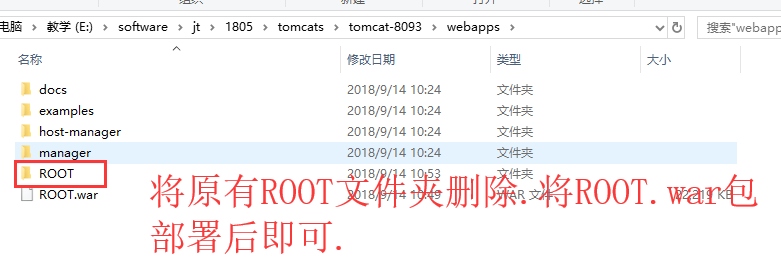 电脑 › 教学 (E:) › software › jt › 1805 › tomcats › tomcat-8093 › webapps › 搜索"webapp
名称 修改日期 类型 大小
docs 2018/9/14 10:24 文件夹
examples 2018/9/14 10:24 文件夹
host-manager 2018/9/14 10:24 文件夹
manager 2018/9/14 10:24 文件夹
ROOT 2018/9/14 10:53 文件夹
ROOT.war 2018/9/14 10:49 WAR 文件 KB
将原有ROOT文件夹删除.将ROOT.war包
部署后即可.